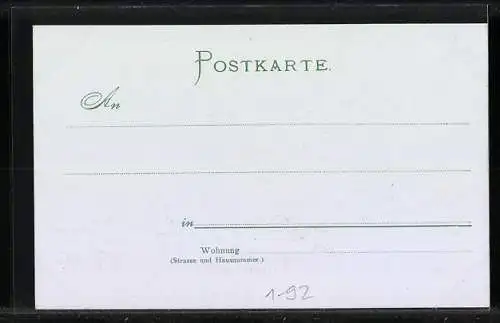 POSTKARTE.
An
in
Wohnung
(Strasse und Hausnummer.)
1-92